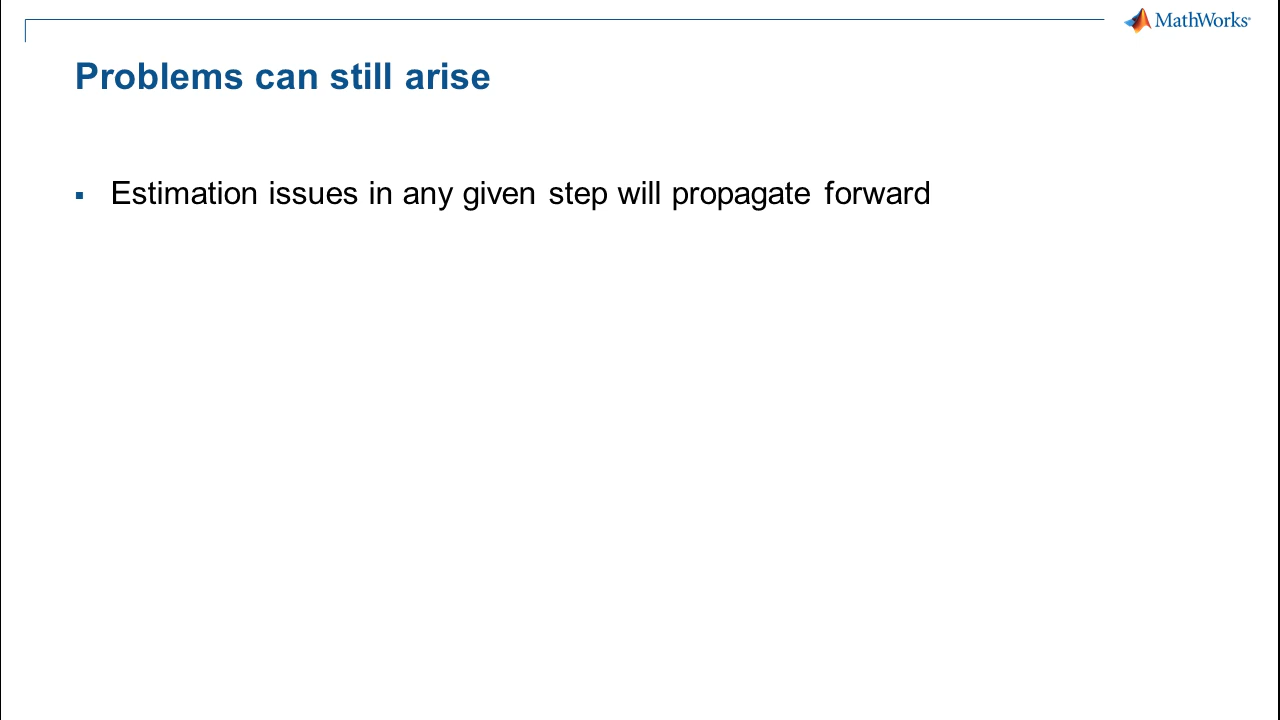 MathWorks®
Problems can still arise
▪ Estimation issues in any given step will propagate forward